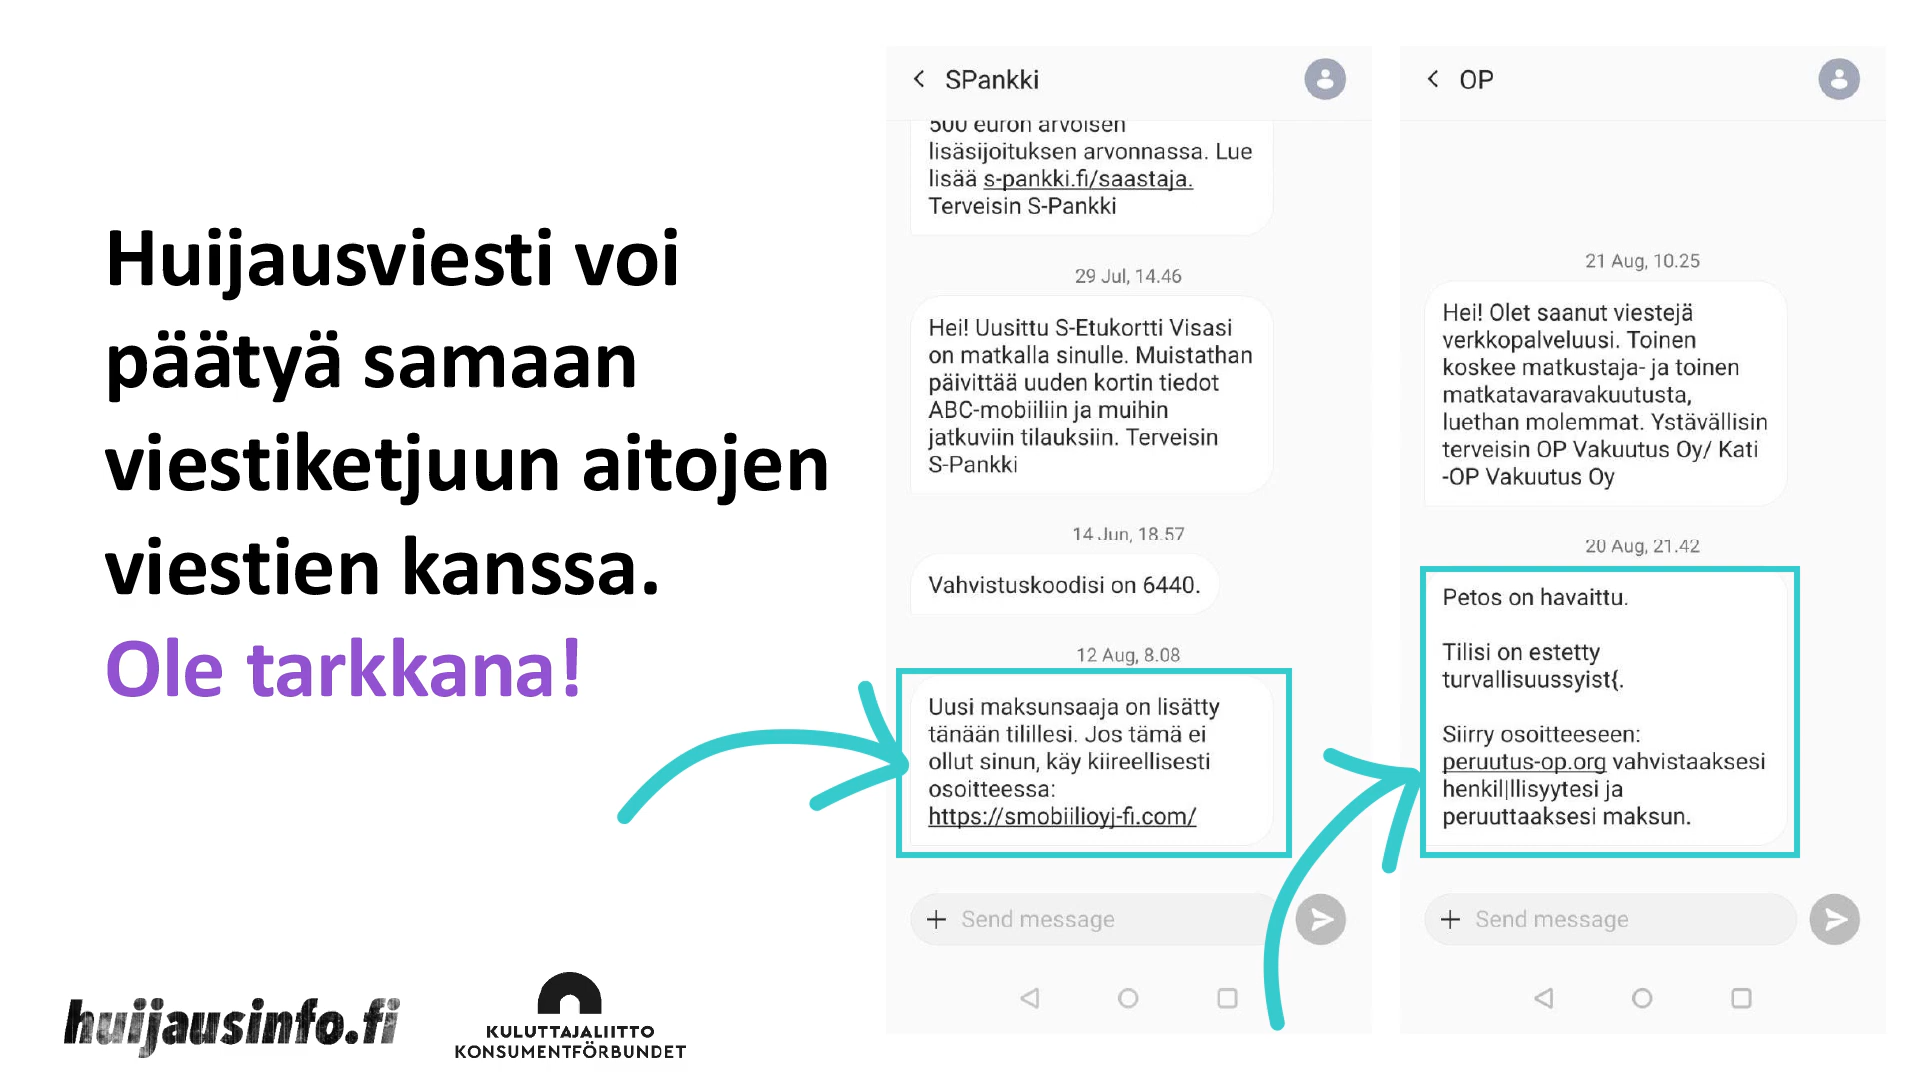 Huijausviesti voi
päätyä samaan
viestiketjuun aitojen
viestien kanssa.
Ole tarkkana!
huijausinfo.fi
KULUTTAJALIITTO
KONSUMENTFÖRBUNDET
SPankki
500 euron arvoisen
lisäsijoituksen arvonnassa. Lue
lisää s-pankki.fi/saastaja.
Terveisin S-Pankki
29 Jul, 14.46
Hei! Uusittu S-Etukortti Visasi
on matkalla sinulle. Muistathan
päivittää uuden kortin tiedot
ABC-mobiiliin ja muihin
jatkuviin tilauksiin. Terveisin
S-Pankki
14 Jun, 18.57
Vahvistuskoodisi on 6440.
12 Aug, 8.08
Uusi maksunsaaja on lisätty
tänään tilillesi. Jos tämä ei
ollut sinun, käy kiireellisesti
osoitteessa:
https://smobiilioyj-fi.com/
+ Send message
OP
21 Aug, 10.25
Hei! Olet saanut viestejä
verkkopalveluusi. Toinen
koskee matkustaja- ja toinen
matkatavaravakuutusta,
luethan molemmat. Ystävällisin
terveisin OP Vakuutus Oy/ Kati
-OP Vakuutus Oy
20 Aug, 21.42
Petos on havaittu.
Tilisi on estetty
turvallisuussyist{.
Siirry osoitteeseen:
peruutus-op.org vahvistaaksesi
henkil|llisyytesi ja
peruuttaaksesi maksun.
+ Send message